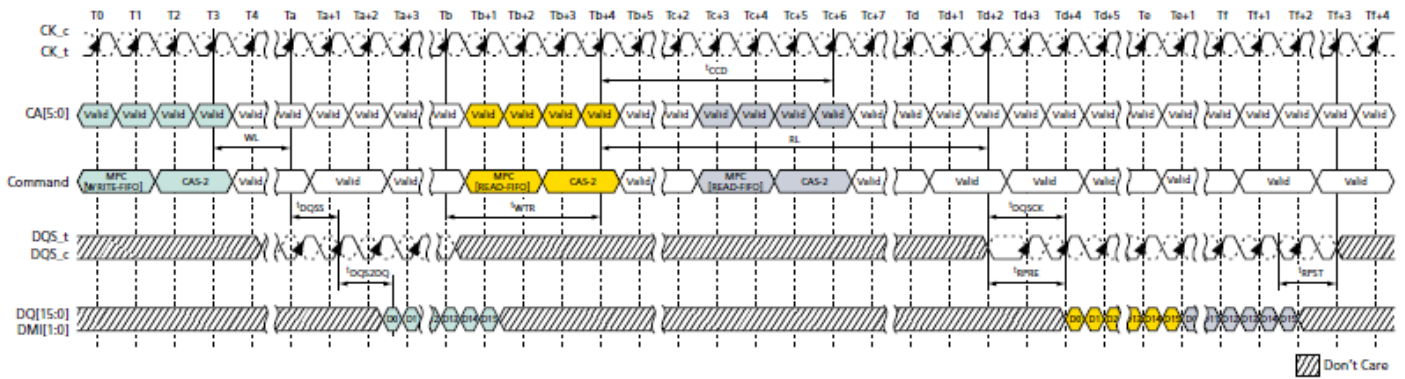 T0 T1 T2 T3 T4 Ta Ta+1 Ta+2 Ta+3 Tb Tb+1 Tb+2 Tb+3 Tb+4 Tb+5 Tc+2 Tc+3 Tc+4 Tc+5 Tc+6 Tc+7 Td Td+1 Td+2 Td+3 Td+4 Td+5 Te Te+1 Tf Tf+1 Tf+2 Tf+3 Tf+4
CK_c
CK_t
tCCD
CA[5:0] Valid Valid Valid Valid Valid Valid Valid Valid Valid Valid Valid Valid Valid Valid Valid Valid Valid Valid Valid Valid Valid Valid Valid Valid Valid Valid Valid Valid Valid Valid Valid Valid Valid
WL RL
Command MPC [WRITE-FIFO] CAS-2 Valid Valid Valid MPC [READ-FIFO] CAS-2 Valid MPC [READ-FIFO] CAS-2 Valid Valid Valid Valid Valid Valid Valid
tDQSS tWTR tDQSCK
DQS_t
DQS_c
tDQS2DQ tRPRE tRPST
DQ[15:0] D0 D1 D13 D14 D15 D0 D1 D2 D14 D15 D12 D13 D14 D15
DMI[1:0]
Don't Care